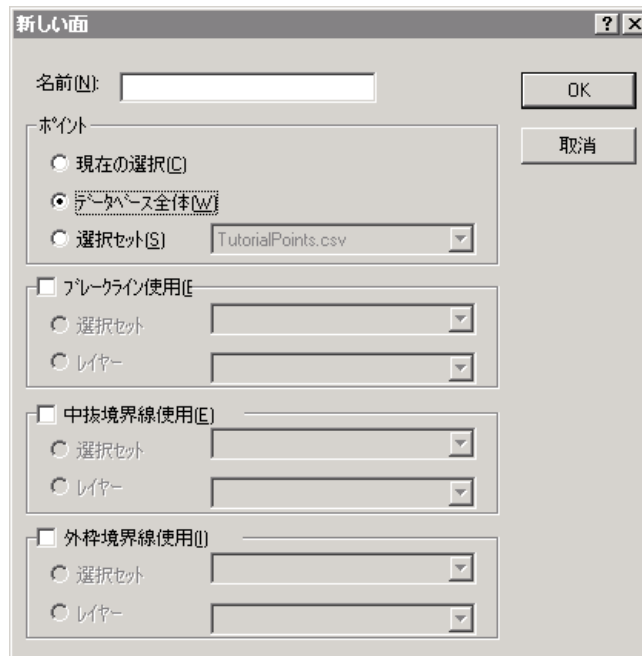 新しい面
名前(N):
OK
取消
ポイント
現在の選択(C)
データベース全体(W)
選択セット(S) TutorialPoints.csv
ブレークライン使用(E
選択セット
レイヤー
中抜境界線使用(E)
選択セット
レイヤー
外枠境界線使用(I)
選択セット
レイヤー